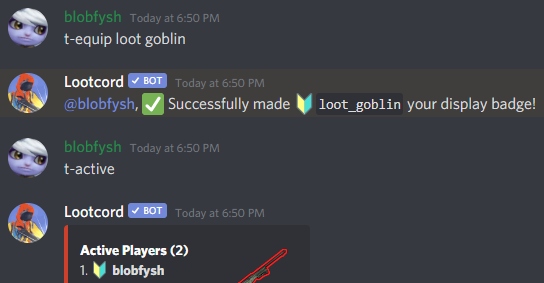 blobfysh Today at 6:50 PM
t-equip loot goblin
Lootcord ✓ BOT Today at 6:50 PM
@blobfysh, ✅ Successfully made 🔰 loot_goblin your display badge!
blobfysh Today at 6:50 PM
t-active
Lootcord ✓ BOT Today at 6:50 PM
Active Players (2)
1. 🔰 blobfysh